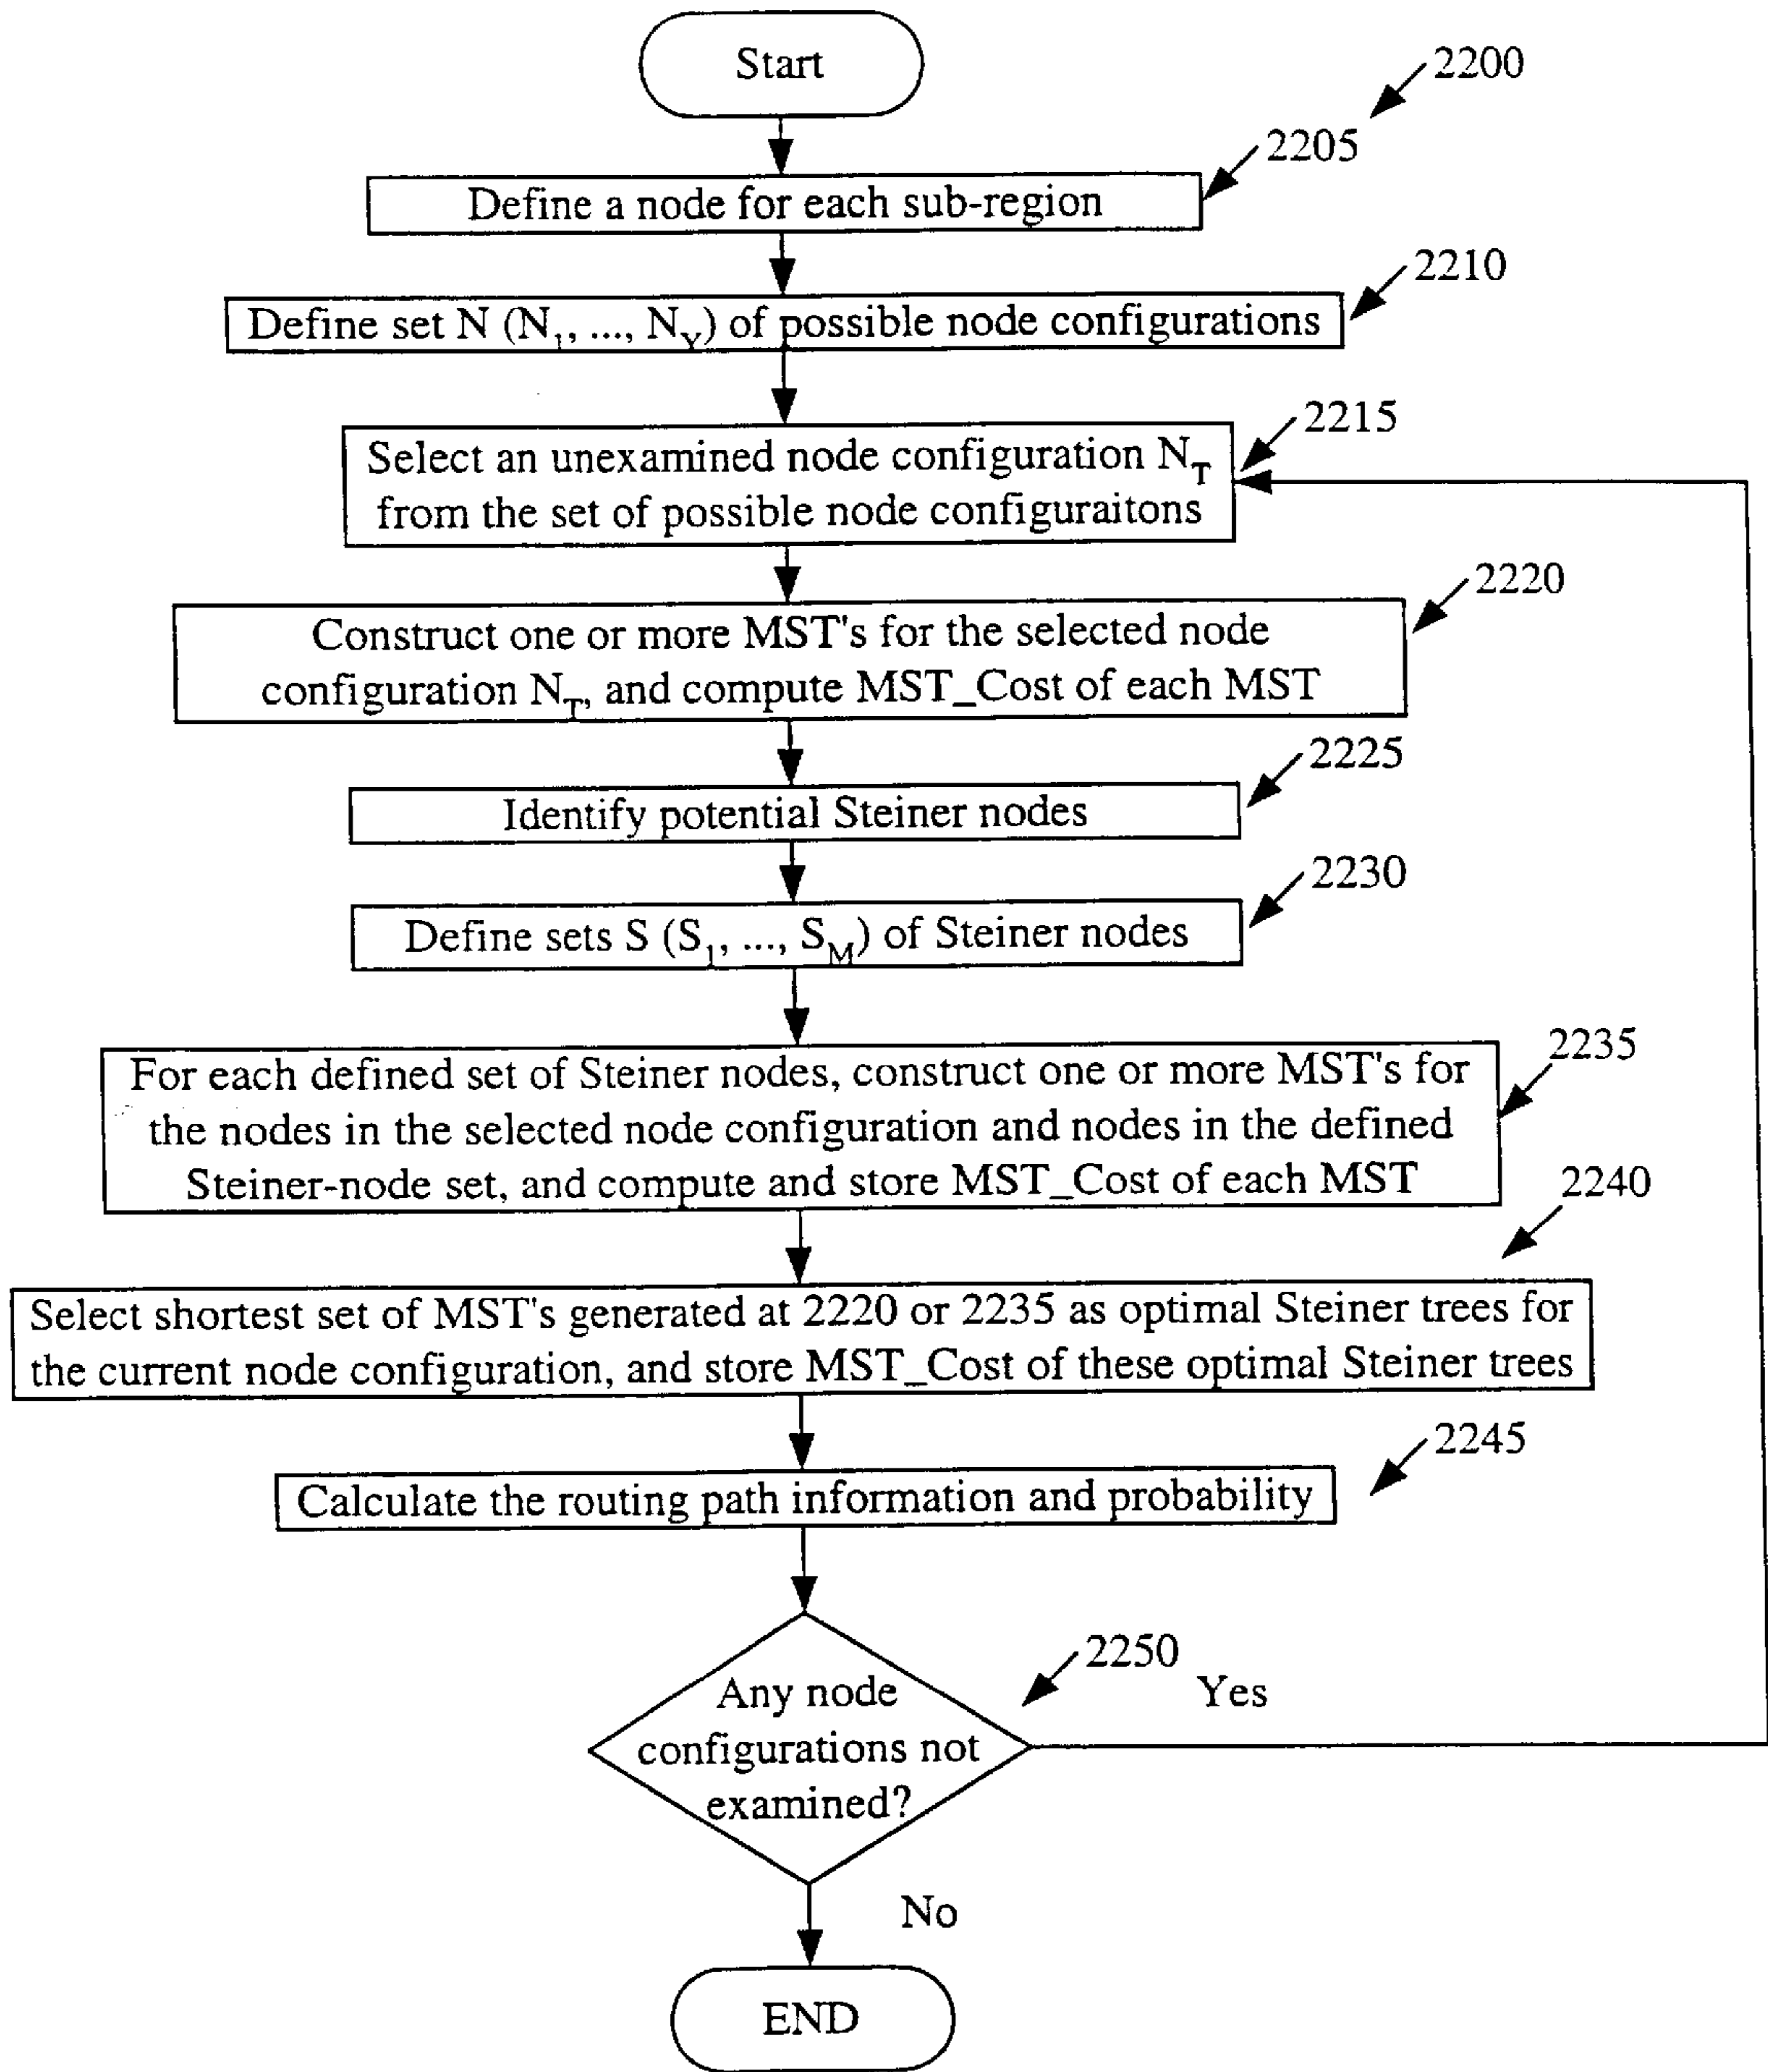 Start
2200
2205
Define a node for each sub-region
2210
Define set N (N₁, ..., N_Y) of possible node configurations
2215
Select an unexamined node configuration N_T
from the set of possible node configuraitons
2220
Construct one or more MST's for the selected node
configuration N_T, and compute MST_Cost of each MST
2225
Identify potential Steiner nodes
2230
Define sets S (S₁, ..., S_M) of Steiner nodes
2235
For each defined set of Steiner nodes, construct one or more MST's for
the nodes in the selected node configuration and nodes in the defined
Steiner-node set, and compute and store MST_Cost of each MST
2240
Select shortest set of MST's generated at 2220 or 2235 as optimal Steiner trees for
the current node configuration, and store MST_Cost of these optimal Steiner trees
2245
Calculate the routing path information and probability
2250
Any node
configurations not
examined?
Yes
No
END